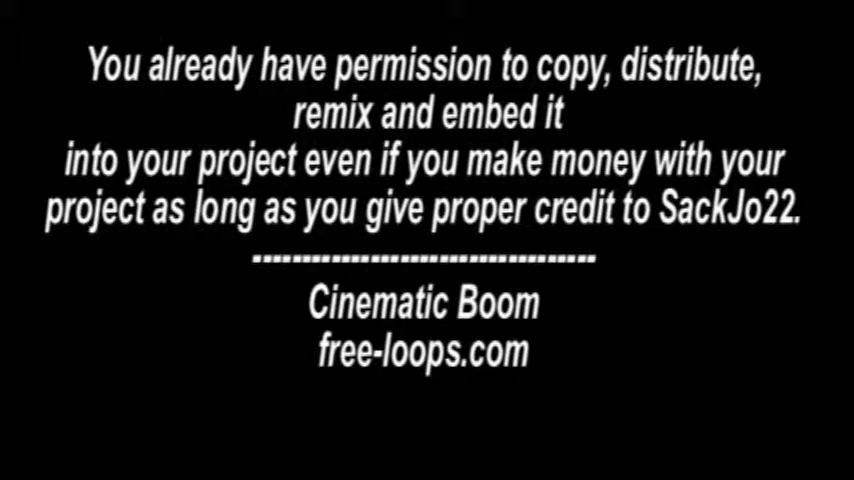 You already have permission to copy, distribute,
remix and embed it
into your project even if you make money with your
project as long as you give proper credit to SackJo22.
-----------------------------------
Cinematic Boom
free-loops.com